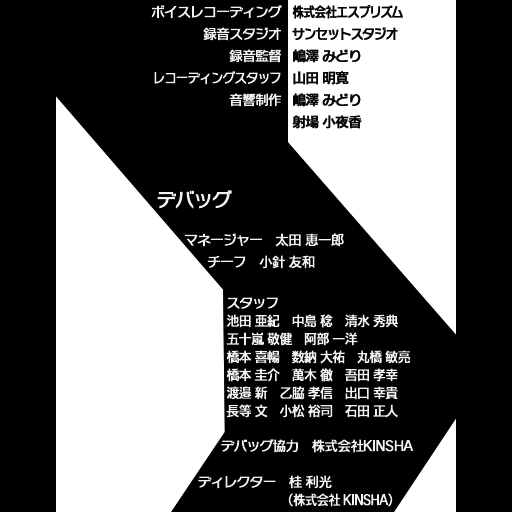 ボイスレコーディング 株式会社エスプリズム
録音スタジオ サンセットスタジオ
録音監督 嶋澤 みどり
レコーディングスタッフ 山田 明寛
音響制作 嶋澤 みどり
射場 小夜香
デバッグ
マネージャー 太田 恵一郎
チーフ 小針 友和
スタッフ
池田 亜紀 中島 稔 清水 秀典
五十嵐 敬健 阿部 一洋
橋本 喜暢 数納 大祐 丸橋 敏亮
橋本 圭介 萬木 徹 吾田 孝幸
渡邉 新 乙脇 孝信 出口 幸貴
長等 文 小松 裕司 石田 正人
デバッグ協力 株式会社KINSHA
ディレクター 桂 利光
（株式会社 KINSHA）